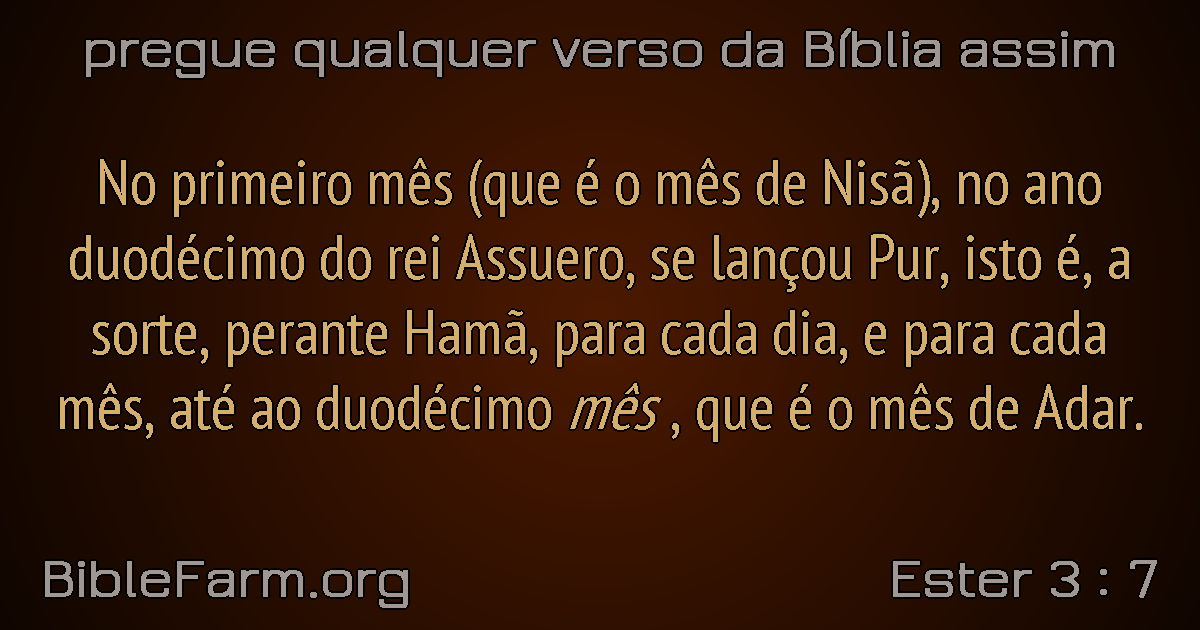 pregue qualquer verso da Bíblia assim
No primeiro mês (que é o mês de Nisã), no ano
duodécimo do rei Assuero, se lançou Pur, isto é, a
sorte, perante Hamã, para cada dia, e para cada
mês, até ao duodécimo mês , que é o mês de Adar.
BibleFarm.org
Ester 3 : 7